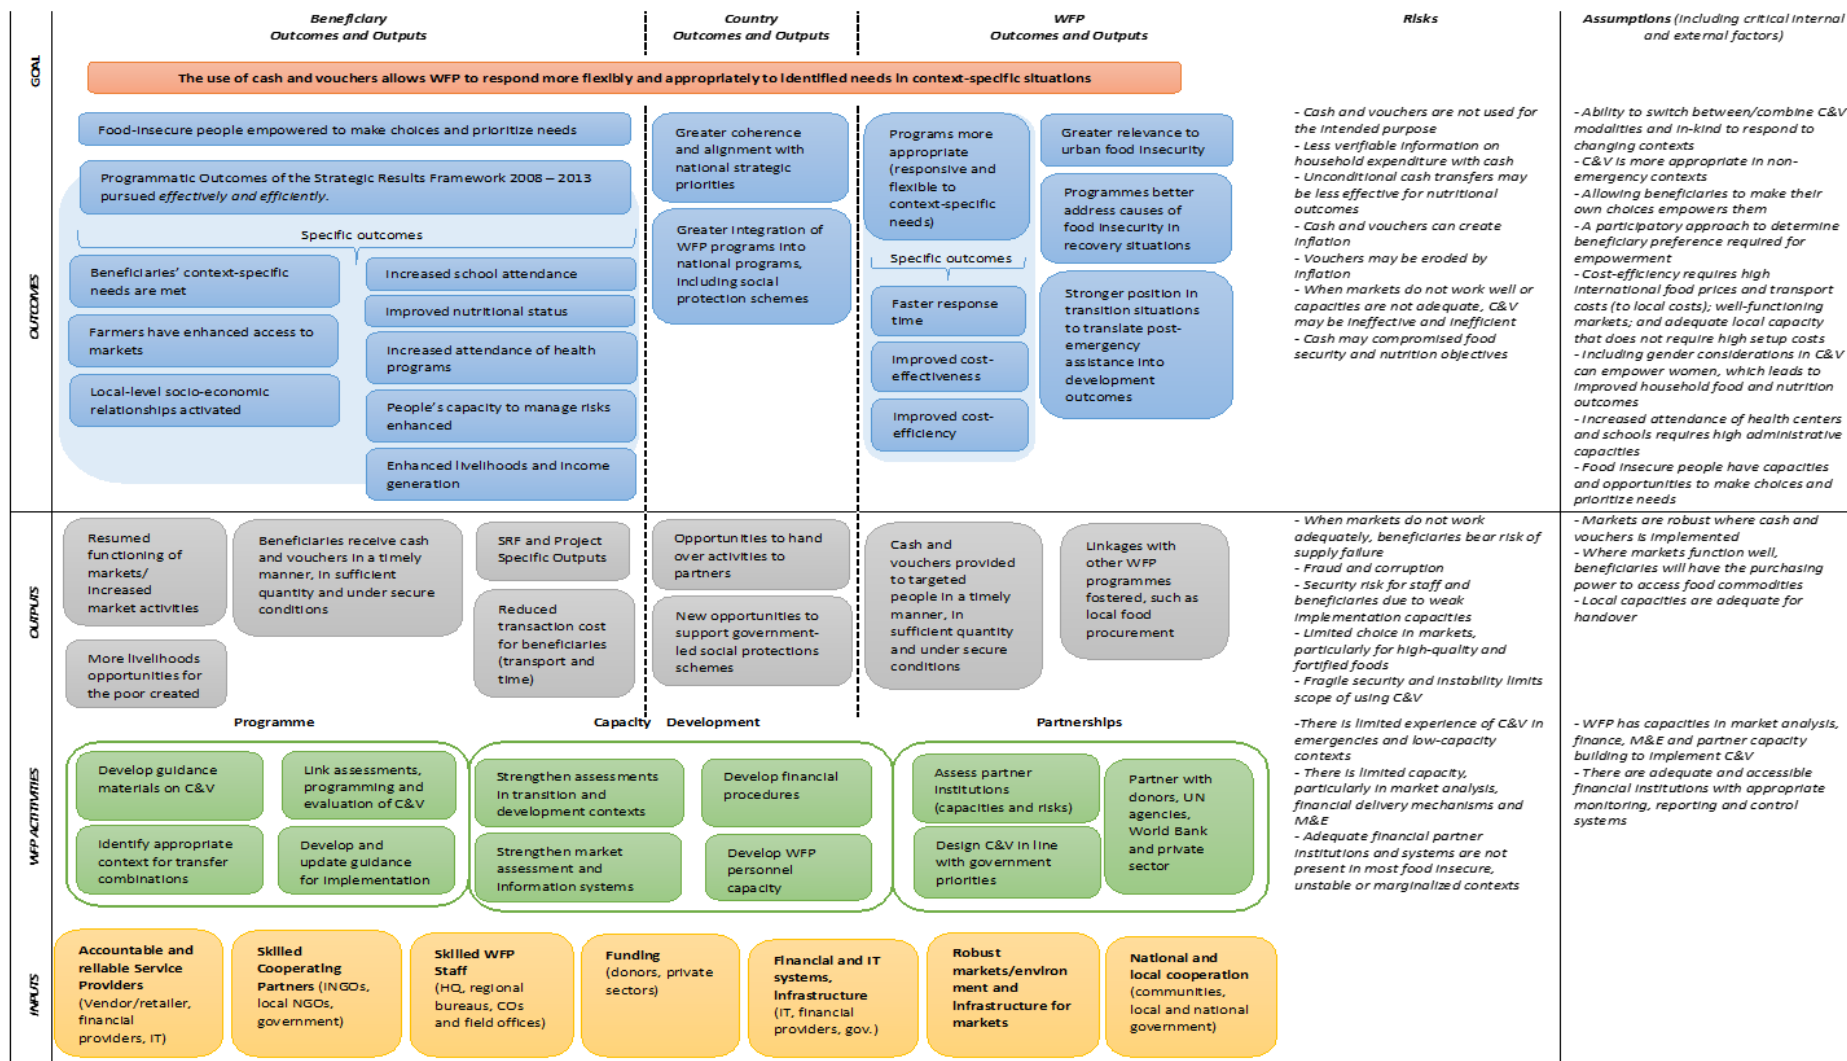 Beneficiary
Outcomes and Outputs
Country
Outcomes and Outputs
WFP
Outcomes and Outputs
Risks
Assumptions (including critical internal
and external factors)
GOAL
The use of cash and vouchers allows WFP to respond more flexibly and appropriately to identified needs in context-specific situations
OUTCOMES
Food-insecure people empowered to make choices and prioritize needs
Programmatic Outcomes of the Strategic Results Framework 2008 – 2013
pursued effectively and efficiently.
Specific outcomes
Beneficiaries' context-specific
needs are met
Farmers have enhanced access to
markets
Local-level socio-economic
relationships activated
Increased school attendance
Improved nutritional status
Increased attendance of health
programs
People's capacity to manage risks
enhanced
Enhanced livelihoods and income
generation
Greater coherence
and alignment with
national strategic
priorities
Greater integration of
WFP programs into
national programs,
including social
protection schemes
Programs more
appropriate
(responsive and
flexible to
context-specific
needs)
Specific outcomes
Faster response
time
Improved cost-
effectiveness
Improved cost-
efficiency
Greater relevance to
urban food insecurity
Programmes better
address causes of
food insecurity in
recovery situations
Stronger position in
transition situations
to translate post-
emergency
assistance into
development
outcomes
- Cash and vouchers are not used for
the intended purpose
- Less verifiable information on
household expenditure with cash
- Unconditional cash transfers may
be less effective for nutritional
outcomes
- Cash and vouchers can create
inflation
- Vouchers may be eroded by
inflation
- When markets do not work well or
capacities are not adequate, C&V
may be ineffective and inefficient
- Cash may compromised food
security and nutrition objectives
- Ability to switch between/combine C&V
modalities and in-kind to respond to
changing contexts
- C&V is more appropriate in non-
emergency contexts
- Allowing beneficiaries to make their
own choices empowers them
- A participatory approach to determine
beneficiary preference required for
empowerment
- Cost-efficiency requires high
international food prices and transport
costs (to local costs); well-functioning
markets; and adequate local capacity
that does not require high setup costs
- Including gender considerations in C&V
can empower women, which leads to
improved household food and nutrition
outcomes
- Increased attendance of health centers
and schools requires high administrative
capacities
- Food insecure people have capacities
and opportunities to make choices and
prioritize needs
OUTPUTS
Resumed
functioning of
markets/
increased
market activities
More livelihoods
opportunities for
the poor created
Beneficiaries receive cash
and vouchers in a timely
manner, in sufficient
quantity and under secure
conditions
SRF and Project
Specific Outputs
Reduced
transaction cost
for beneficiaries
(transport and
time)
Opportunities to hand
over activities to
partners
New opportunities to
support government-
led social protections
schemes
Cash and
vouchers provided
to targeted
people in a timely
manner, in
sufficient quantity
and under secure
conditions
Linkages with
other WFP
programmes
fostered, such as
local food
procurement
- When markets do not work
adequately, beneficiaries bear risk of
supply failure
- Fraud and corruption
- Security risk for staff and
beneficiaries due to weak
implementation capacities
- Limited choice in markets,
particularly for high-quality and
fortified foods
- Fragile security and instability limits
scope of using C&V
- Markets are robust where cash and
vouchers is implemented
- Where markets function well,
beneficiaries will have the purchasing
power to access food commodities
- Local capacities are adequate for
handover
WFP ACTIVITIES
Programme
Capacity Development
Partnerships
Develop guidance
materials on C&V
Link assessments,
programming and
evaluation of C&V
Identify appropriate
context for transfer
combinations
Develop and
update guidance
for implementation
Strengthen assessments
in transition and
development contexts
Develop financial
procedures
Strengthen market
assessment and
information systems
Develop WFP
personnel
capacity
Assess partner
institutions
(capacities and risks)
Design C&V in line
with government
priorities
Partner with
donors, UN
agencies,
World Bank
and private
sector
-There is limited experience of C&V in
emergencies and low-capacity
contexts
- There is limited capacity,
particularly in market analysis,
financial delivery mechanisms and
M&E
- Adequate financial partner
institutions and systems are not
present in most food insecure,
unstable or marginalized contexts
- WFP has capacities in market analysis,
finance, M&E and partner capacity
building to implement C&V
- There are adequate and accessible
financial institutions with appropriate
monitoring, reporting and control
systems
INPUTS
Accountable and
reliable Service
Providers
(Vendor/retailer,
financial
providers, IT)
Skilled
Cooperating
Partners (INGOs,
local NGOs,
government)
Skilled WFP
Staff
(HQ, regional
bureaus, COs
and field offices)
Funding
(donors, private
sectors)
Financial and IT
systems,
infrastructure
(IT, financial
providers, gov.)
Robust
markets/environ
ment and
infrastructure for
markets
National and
local cooperation
(communities,
local and national
government)